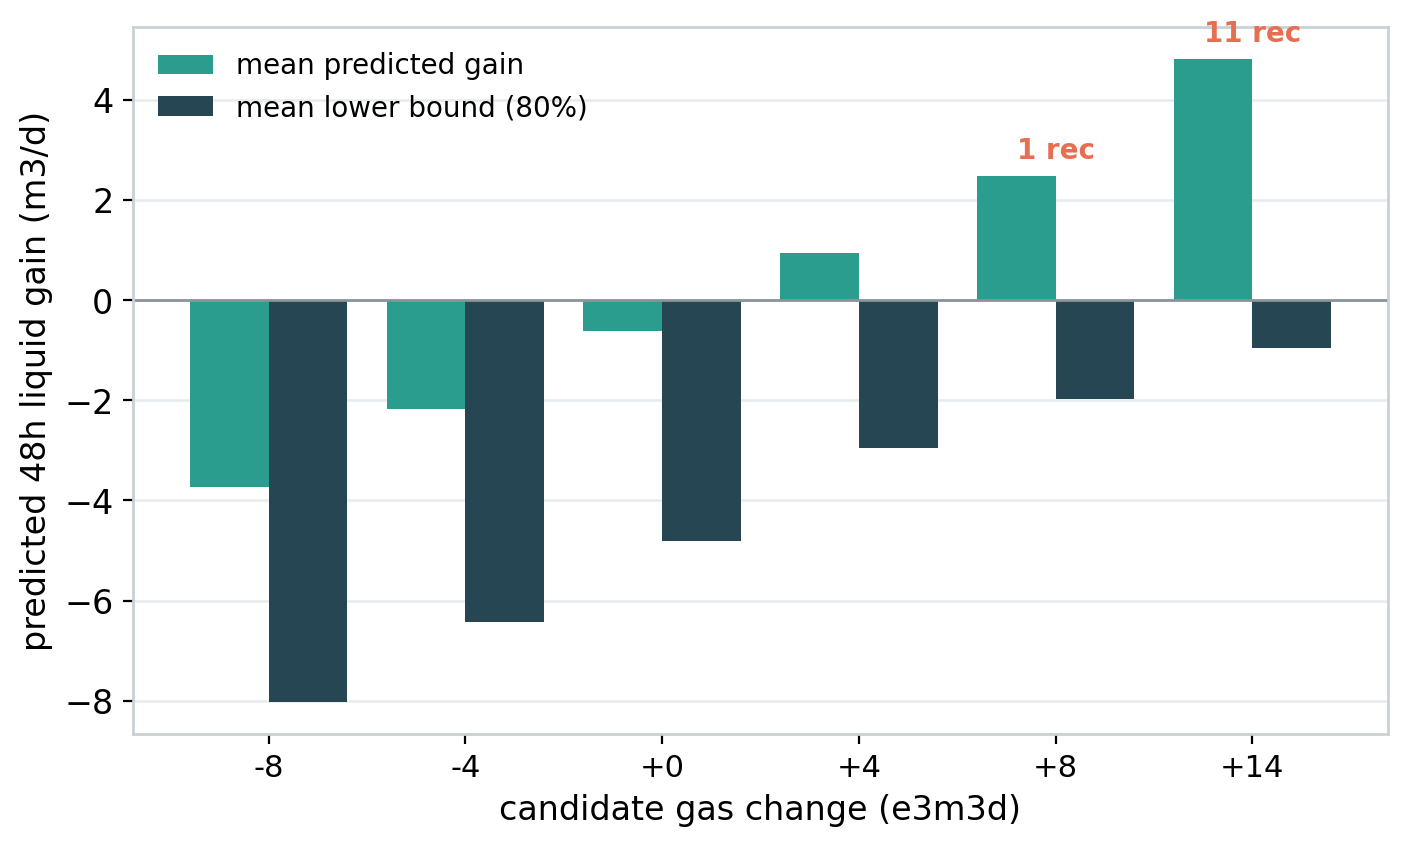 11 rec
mean predicted gain
mean lower bound (80%)
1 rec
predicted 48h liquid gain (m3/d)
4
2
0
−2
−4
−6
−8
-8 -4 +0 +4 +8 +14
candidate gas change (e3m3d)